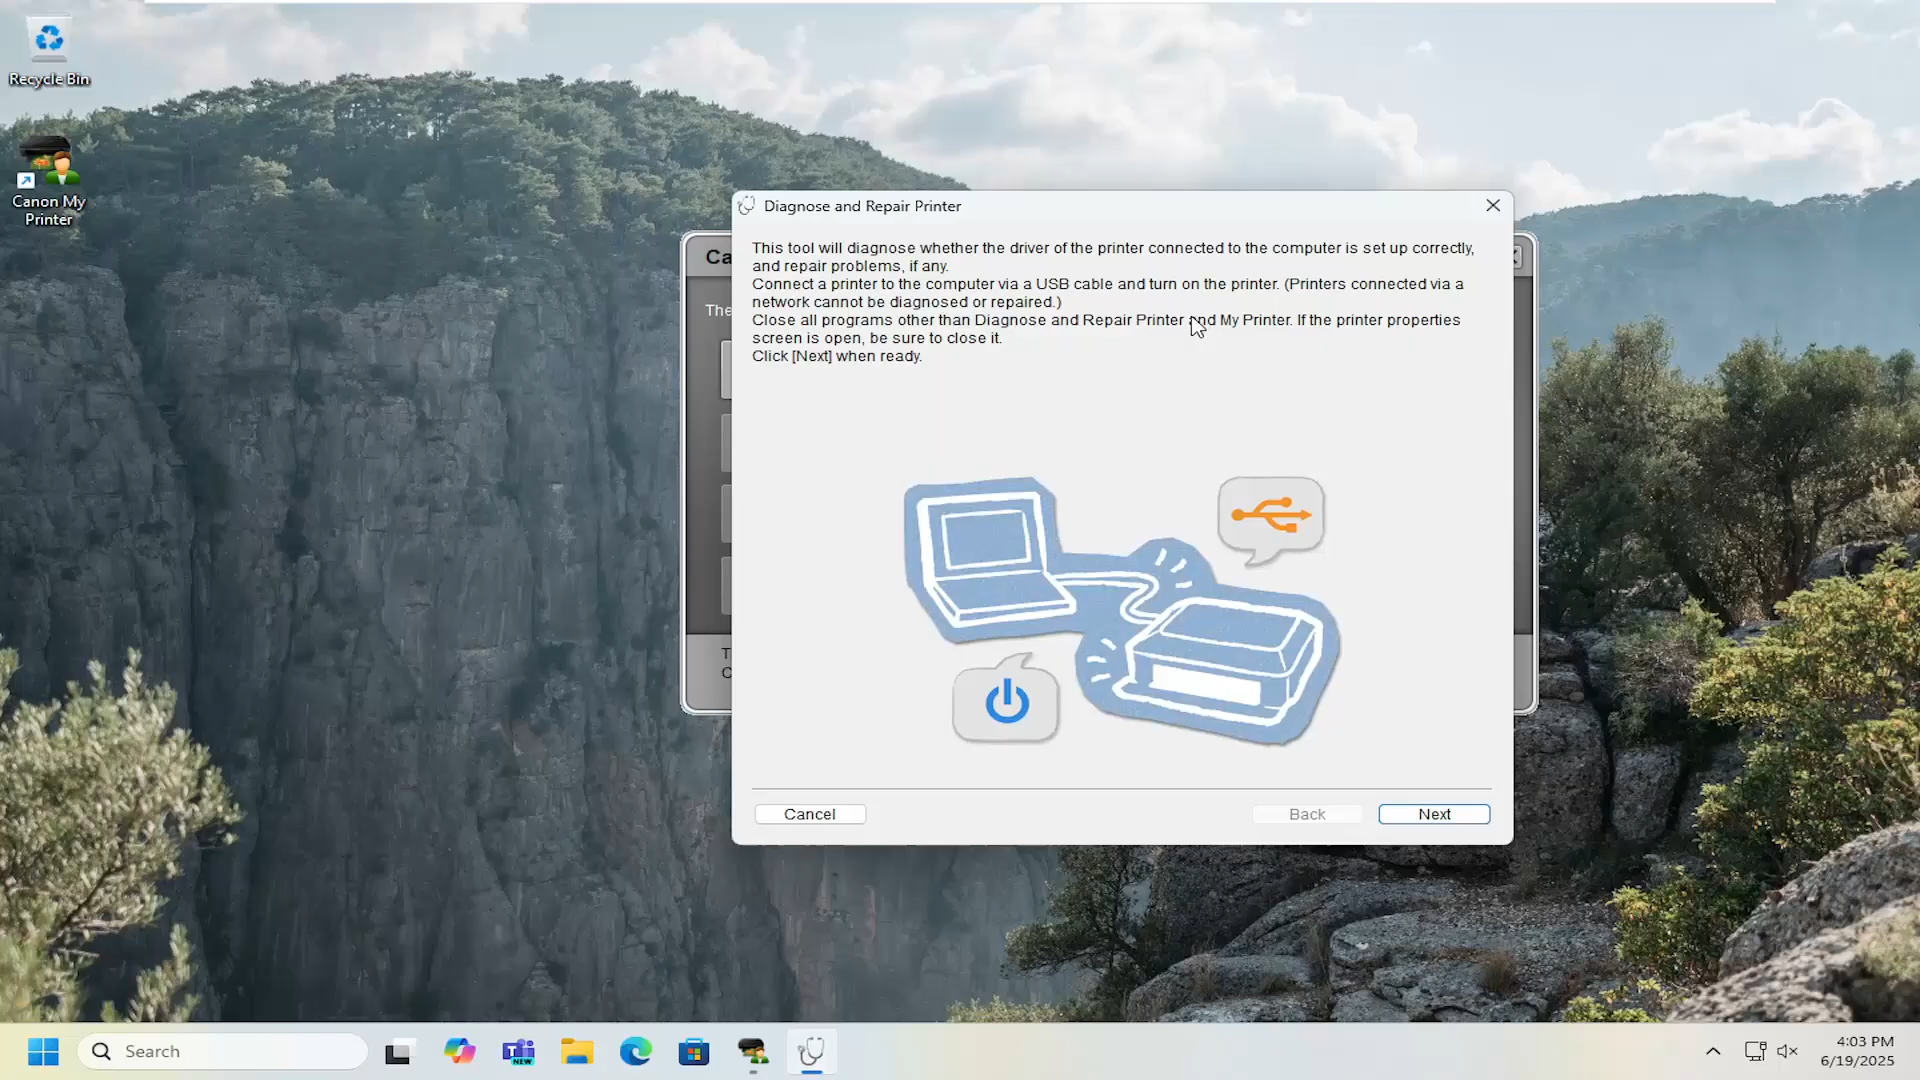 Recycle Bin
Canon My
Printer
Diagnose and Repair Printer
This tool will diagnose whether the driver of the printer connected to the computer is set up correctly,
and repair problems, if any.
Connect a printer to the computer via a USB cable and turn on the printer. (Printers connected via a
network cannot be diagnosed or repaired.)
Close all programs other than Diagnose and Repair Printer and My Printer. If the printer properties
screen is open, be sure to close it.
Click [Next] when ready.
Ca
The
T
C
Cancel
Back
Next
Search
NEW
4:03 PM
6/19/2025